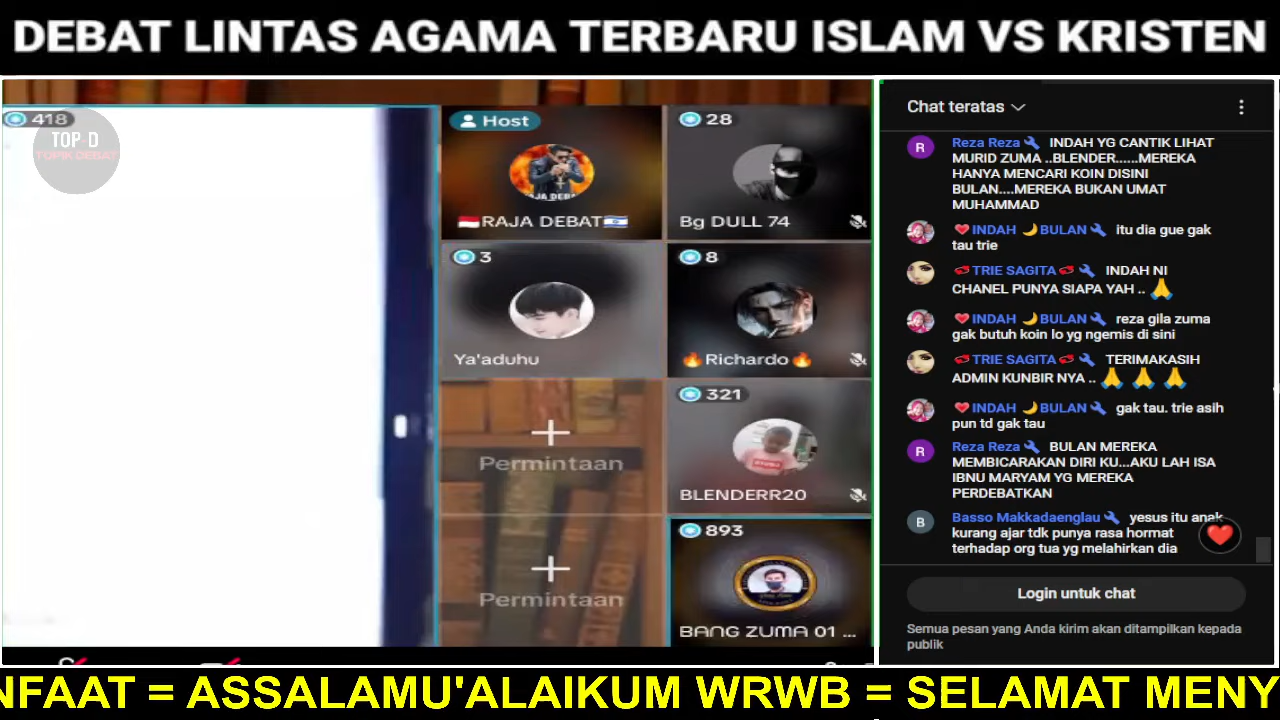 DEBAT LINTAS AGAMA TERBARU ISLAM VS KRISTEN
418
TOP-D
TOPIK DEBAT
Host
RAJA DEBAT
28
Bg DULL 74
3
Ya'aduhu
8
🔥Richardo🔥
Permintaan
321
BLENDERR20
Permintaan
893
BANG ZUMA 01 ...
Chat teratas
R
Reza Reza INDAH YG CANTIK LIHAT
MURID ZUMA ..BLENDER......MEREKA
HANYA MENCARI KOIN DISINI
BULAN....MEREKA BUKAN UMAT
MUHAMMAD
❤️INDAH 🌙BULAN itu dia gue gak
tau trie
TRIE SAGITA INDAH NI
CHANEL PUNYA SIAPA YAH .. 🙏
❤️INDAH 🌙BULAN reza gila zuma
gak butuh koin lo yg ngemis di sini
TRIE SAGITA TERIMAKASIH
ADMIN KUNBIR NYA .. 🙏 🙏 🙏
❤️INDAH 🌙BULAN gak tau. trie asih
pun td gak tau
R
Reza Reza BULAN MEREKA
MEMBICARAKAN DIRI KU...AKU LAH ISA
IBNU MARYAM YG MEREKA
PERDEBATKAN
B
Basso Makkadaenglau yesus itu anak
kurang ajar tdk punya rasa hormat
terhadap org tua yg melahirkan dia
Login untuk chat
Semua pesan yang Anda kirim akan ditampilkan kepada
publik
NFAAT = ASSALAMU'ALAIKUM WRWB = SELAMAT MENY